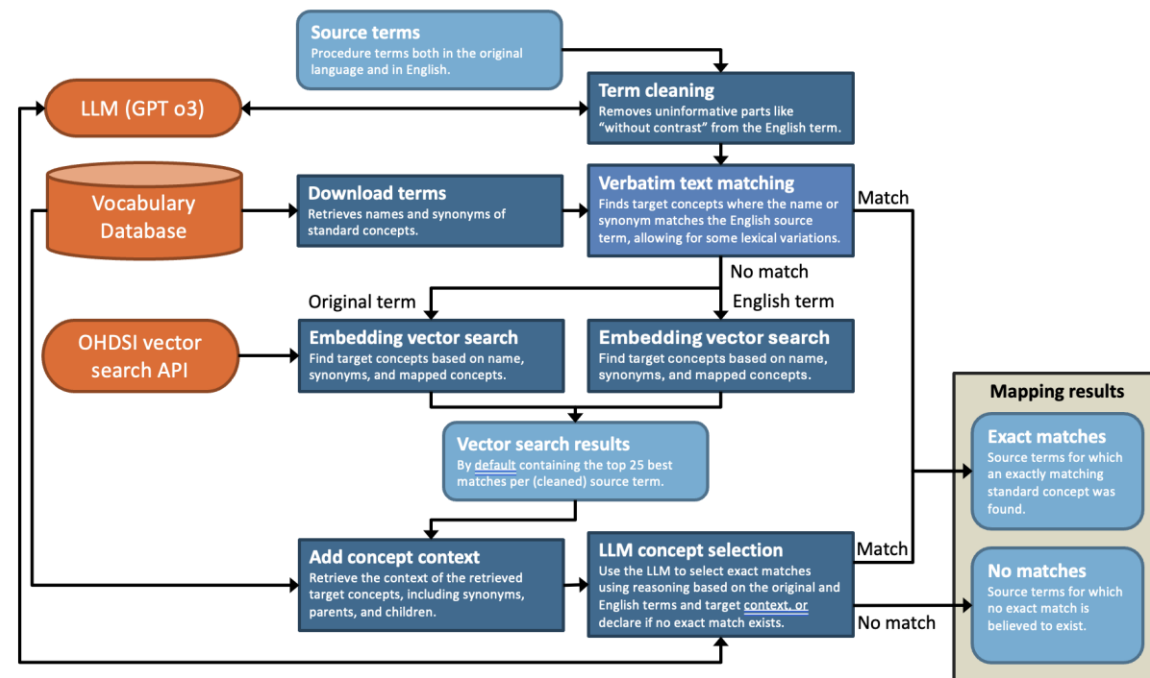 Source terms
Procedure terms both in the original
language and in English.
LLM (GPT o3)
Term cleaning
Removes uninformative parts like
“without contrast” from the English term.
Vocabulary
Database
Download terms
Retrieves names and synonyms of
standard concepts.
Verbatim text matching
Finds target concepts where the name or
synonym matches the English source
term, allowing for some lexical variations.
Match
No match
Original term
English term
OHDSI vector
search API
Embedding vector search
Find target concepts based on name,
synonyms, and mapped concepts.
Embedding vector search
Find target concepts based on name,
synonyms, and mapped concepts.
Vector search results
By default containing the top 25 best
matches per (cleaned) source term.
Add concept context
Retrieve the context of the retrieved
target concepts, including synonyms,
parents, and children.
LLM concept selection
Use the LLM to select exact matches
using reasoning based on the original and
English terms and target context, or
declare if no exact match exists.
Match
No match
Mapping results
Exact matches
Source terms for which
an exactly matching
standard concept was
found.
No matches
Source terms for which
no exact match is
believed to exist.